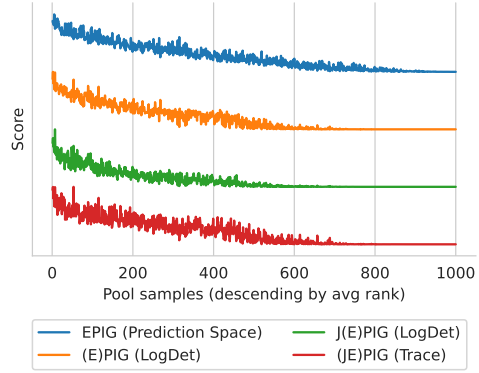 Score
0 200 400 600 800 1000
Pool samples (descending by avg rank)
EPIG (Prediction Space) J(E)PIG (LogDet)
(E)PIG (LogDet) (JE)PIG (Trace)